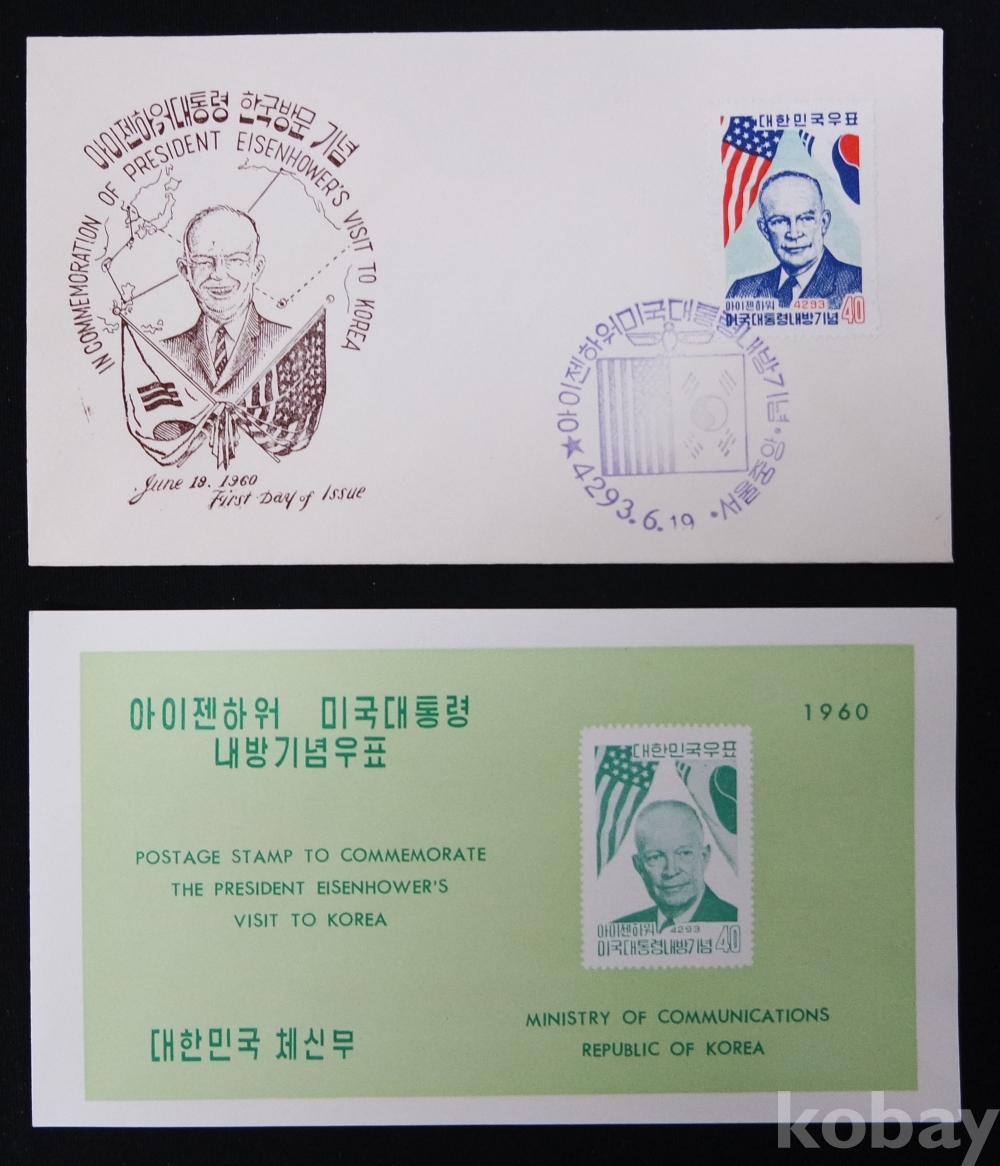 아이젠하워대통령 한국방문 기념
IN COMMEMORATION OF PRESIDENT EISENHOWER'S VISIT TO KOREA
June 19. 1960
First Day of Issue
대한민국우표
아이젠하워 4293
미국대통령내방기념 40
★아이젠하워미국대통령내방기념·
4293.6.19
아이젠하워 미국대통령
내방기념우표
1960
POSTAGE STAMP TO COMMEMORATE
THE PRESIDENT EISENHOWER'S
VISIT TO KOREA
대한민국우표
아이젠하워 4293
미국대통령내방기념 40
대한민국 체신부
MINISTRY OF COMMUNICATIONS
REPUBLIC OF KOREA
kobay